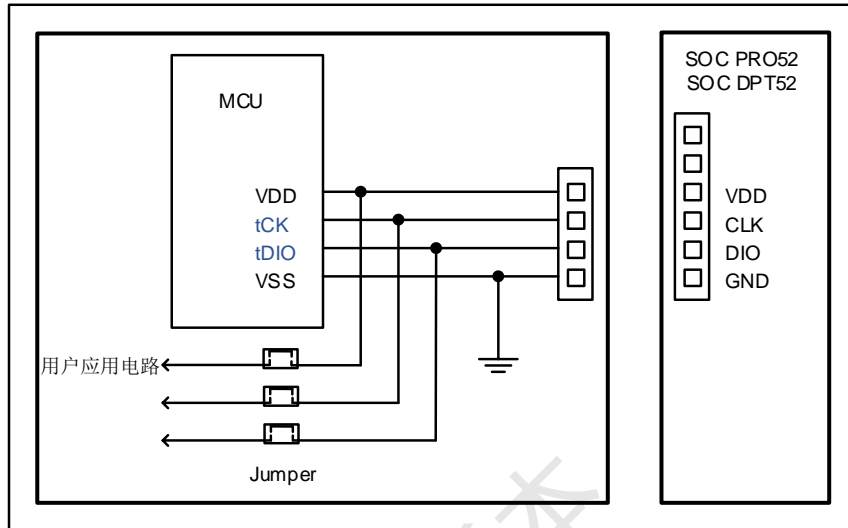 SOC PRO52
SOC DPT52
MCU
VDD
tCK
tDIO
VSS
VDD
CLK
DIO
GND
用户应用电路
Jumper
本